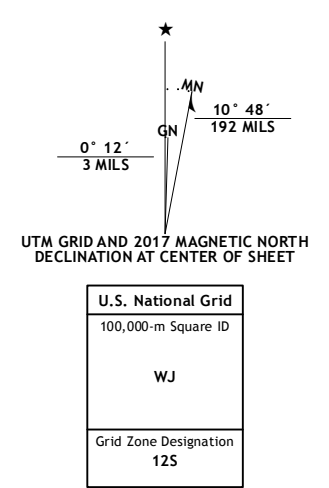 ★
MN
10° 48´
192 MILS
GN
0° 12´
3 MILS
UTM GRID AND 2017 MAGNETIC NORTH
DECLINATION AT CENTER OF SHEET
U.S. National Grid
100,000-m Square ID
WJ
Grid Zone Designation
12S